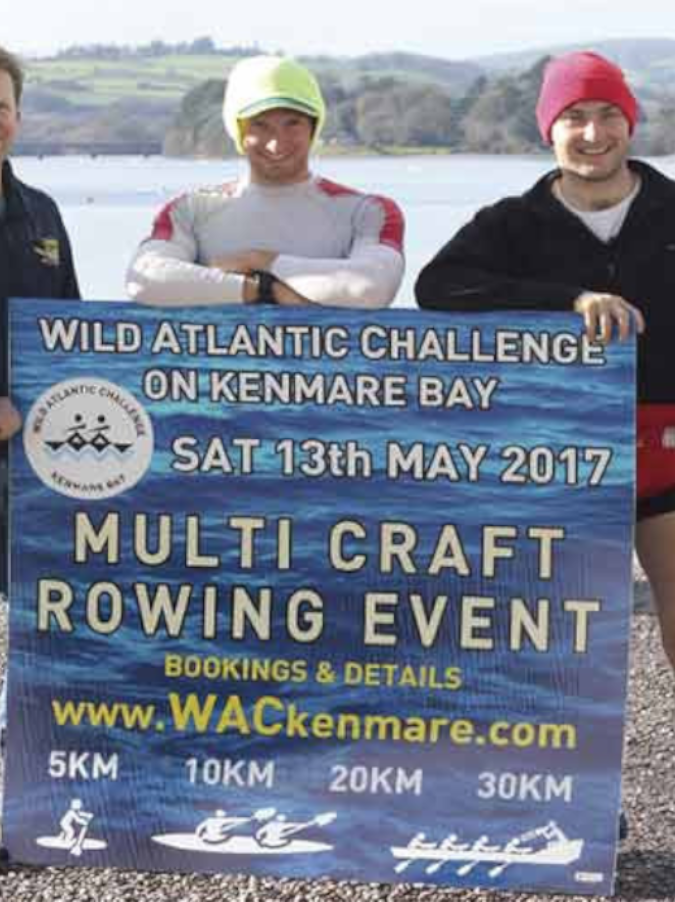 WILD ATLANTIC CHALLENGE
ON KENMARE BAY
WILD ATLANTIC CHALLENGE
KENMARE BAY
SAT 13th MAY 2017
MULTI CRAFT
ROWING EVENT
BOOKINGS & DETAILS
www.WACkenmare.com
5KM 10KM 20KM 30KM